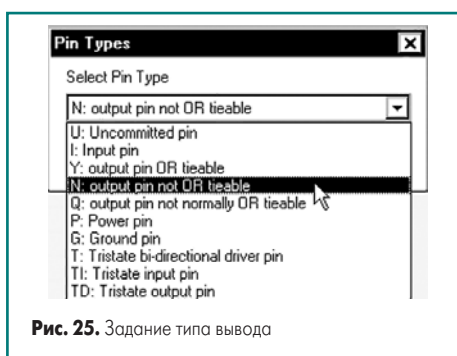 Pin Types
Select Pin Type
N: output pin not OR tieable
U: Uncommitted pin
I: Input pin
Y: output pin OR tieable
N: output pin not OR tieable
Q: output pin not normally OR tieable
P: Power pin
G: Ground pin
T: Tristate bi-directional driver pin
TI: Tristate input pin
TD: Tristate output pin
Рис. 25. Задание типа вывода